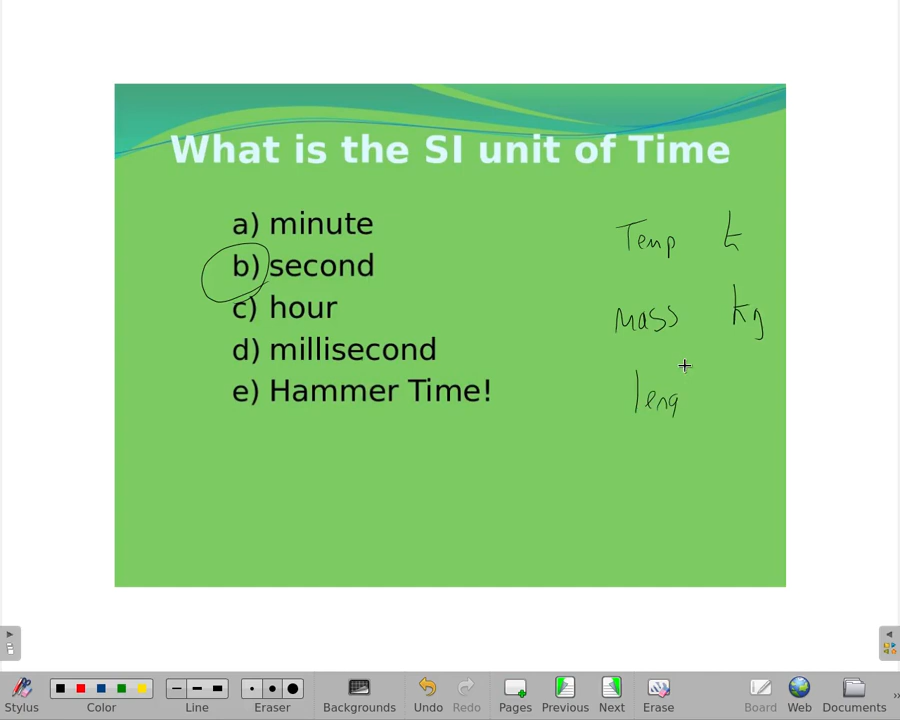 What is the SI unit of Time
a) minute
b) second
c) hour
d) millisecond
e) Hammer Time!
Temp k
Mass kg
leng
Stylus
Color
Line
Eraser
Backgrounds
Undo
Redo
Pages
Previous
Next
Erase
Board
Web
Documents